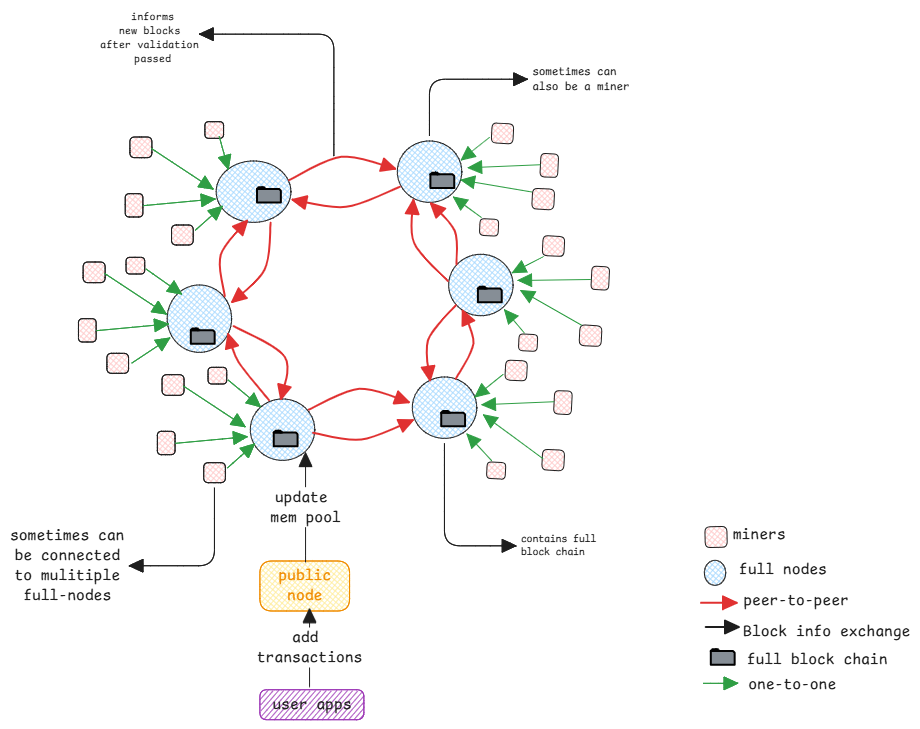 informs
new blocks
after validation
passed
sometimes can
also be a miner
update
mem pool
sometimes can
be connected
to mulitiple
full-nodes
contains full
block chain
public
node
add
transactions
user apps
miners
full nodes
peer-to-peer
Block info exchange
full block chain
one-to-one